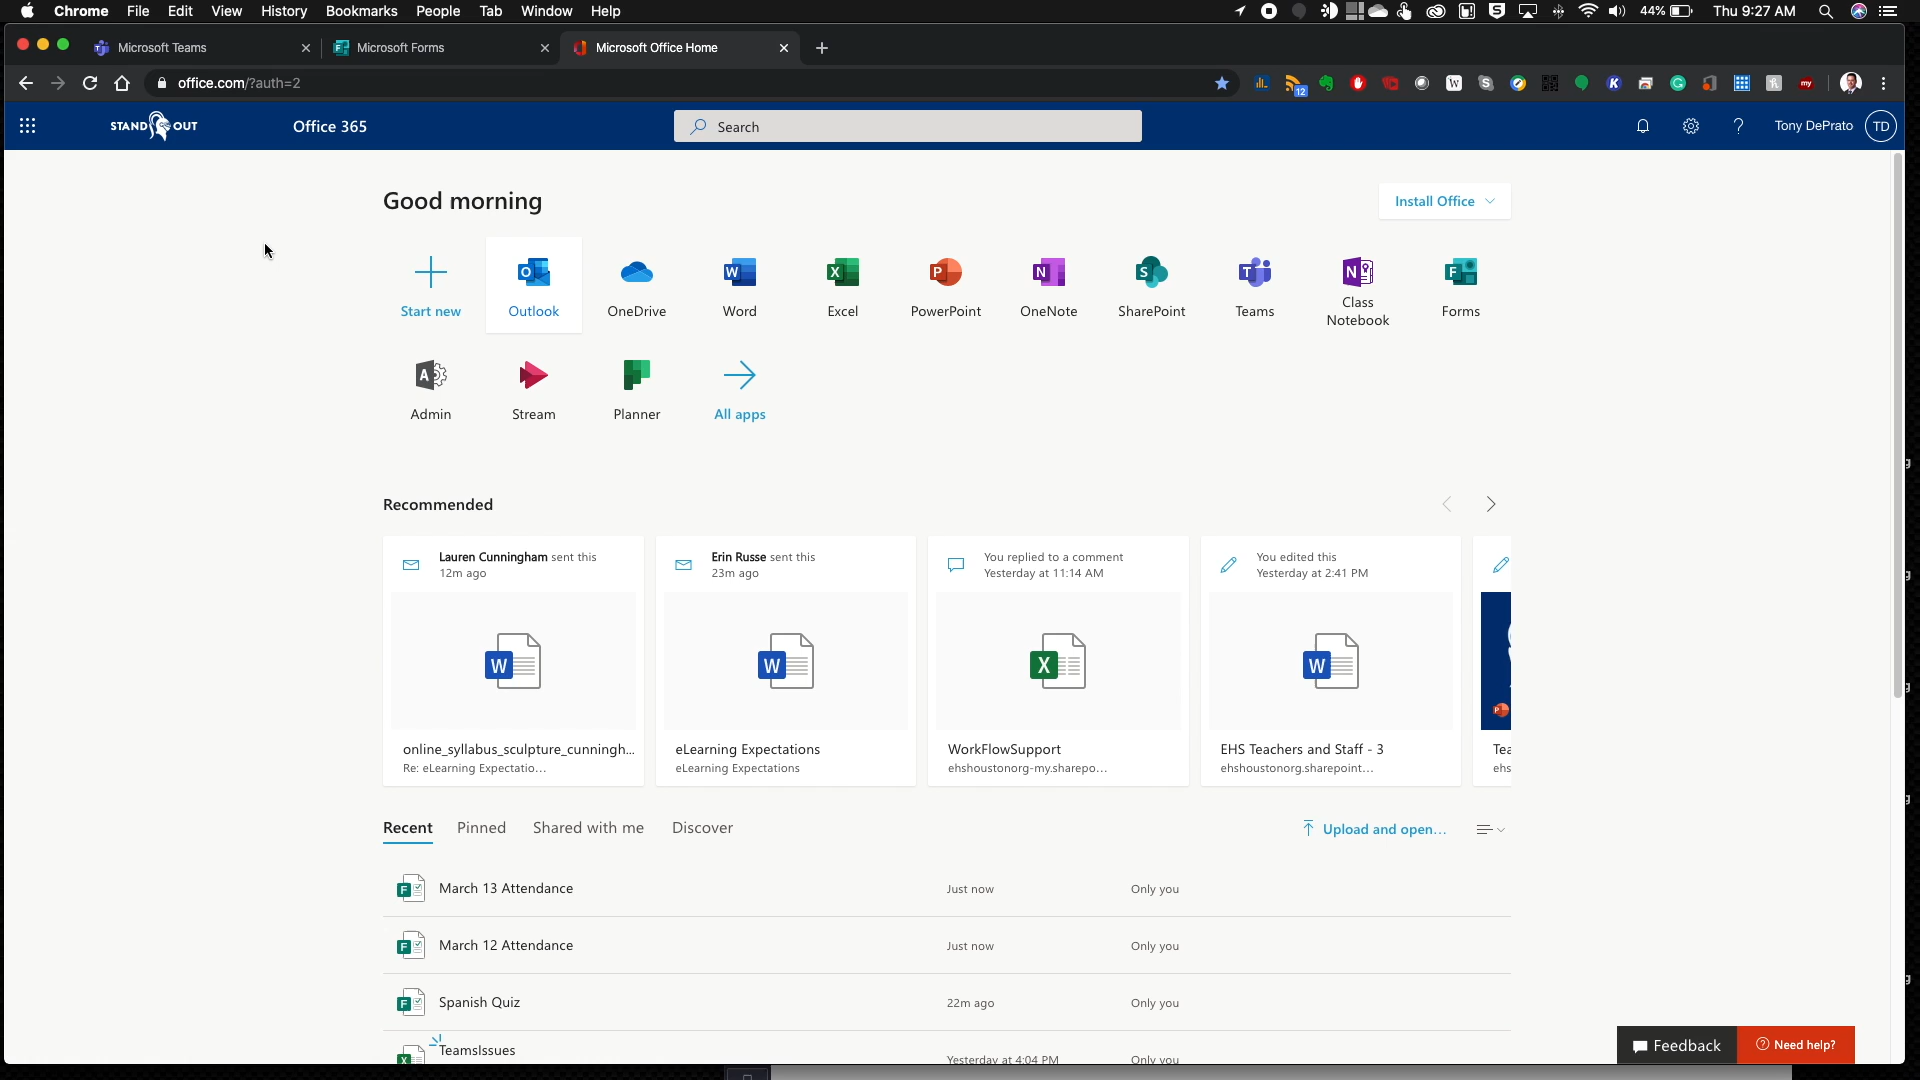 Chrome File Edit View History Bookmarks People Tab Window Help 44% Thu 9:27 AM
Microsoft Teams Microsoft Forms Microsoft Office Home
office.com/?auth=2 12
STAND OUT Office 365 Search Tony DePrato TD
Good morning Install Office
Start new Outlook OneDrive Word Excel PowerPoint OneNote SharePoint Teams Class Notebook Forms
Admin Stream Planner All apps
Recommended
Lauren Cunningham sent this
12m ago
Erin Russe sent this
23m ago
You replied to a comment
Yesterday at 11:14 AM
You edited this
Yesterday at 2:41 PM
online_syllabus_sculpture_cunningh...
Re: eLearning Expectatio...
eLearning Expectations
eLearning Expectations
WorkFlowSupport
ehshoustonorg-my.sharepo...
EHS Teachers and Staff - 3
ehshoustonorg.sharepoint...
Tea
ehs
Recent Pinned Shared with me Discover Upload and open...
March 13 Attendance Just now Only you
March 12 Attendance Just now Only you
Spanish Quiz 22m ago Only you
TeamsIssues Yesterday at 4:04 PM Only you
Feedback Need help?